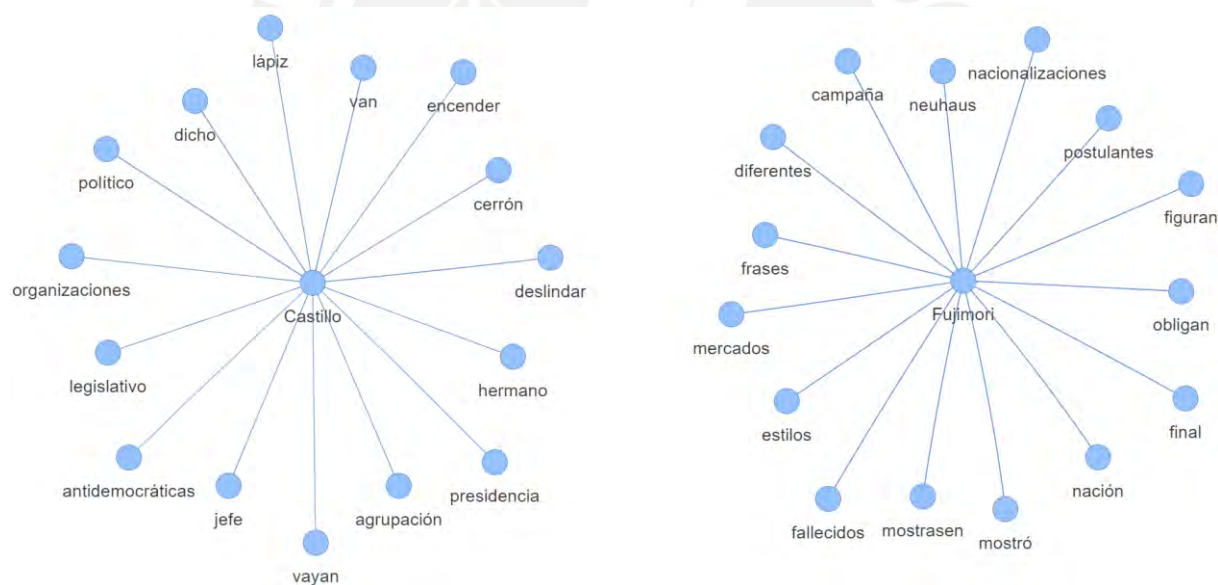 lápiz
van
encender
dicho
político
cerrón
organizaciones
deslindar
Castillo
legislativo
hermano
antidemocráticas
jefe
agrupación
presidencia
vayan
nacionalizaciones
campaña
neuhaus
postulantes
diferentes
figuran
frases
Fujimori
obligan
mercados
estilos
final
nación
fallecidos
mostrasen
mostró